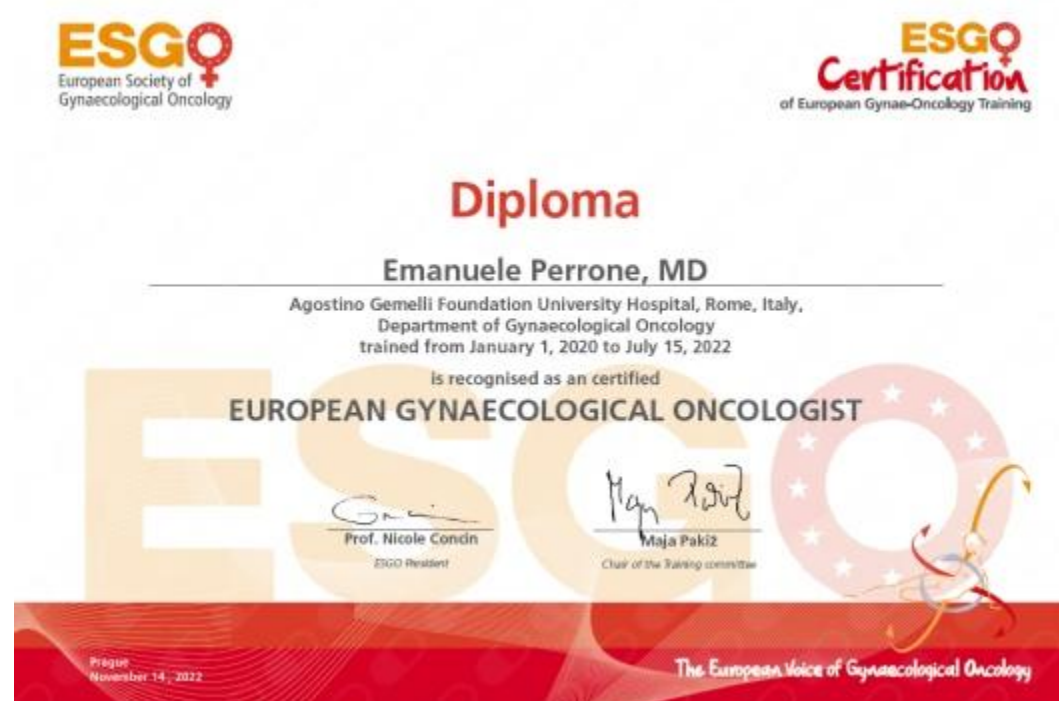 ESGO
European Society of
Gynaecological Oncology
ESGO
Certification
of European Gynae-Oncology Training
Diploma
Emanuele Perrone, MD
Agostino Gemelli Foundation University Hospital, Rome, Italy,
Department of Gynaecological Oncology
trained from January 1, 2020 to July 15, 2022
is recognised as an certified
EUROPEAN GYNAECOLOGICAL ONCOLOGIST
ESGO
Prof. Nicole Concin
ESGO President
Maja Pakiž
Chair of the Training committee
Prague
November 14, 2022
The European Voice of Gynaecological Oncology